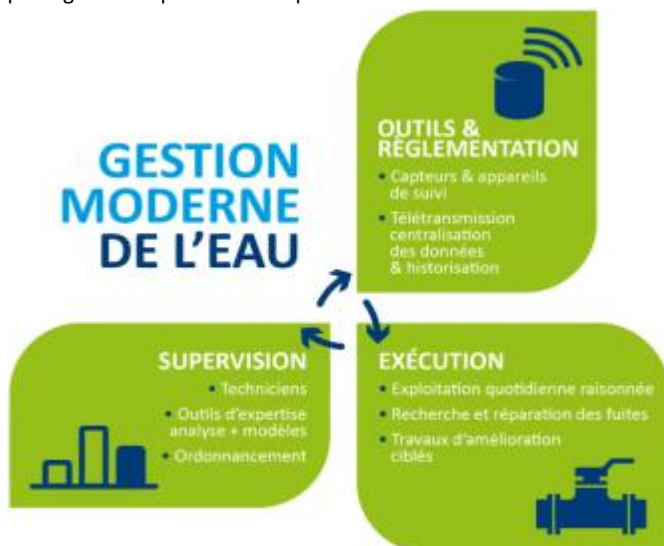 GESTION
MODERNE
DE L'EAU
OUTILS &
RÈGLEMENTATION
• Capteurs & appareils
de suivi
• Télétransmission
centralisation
des données
& historisation
SUPERVISION
• Techniciens
• Outils d'expertise
analyse + modèles
• Ordonnancement
EXÉCUTION
• Exploitation quotidienne raisonnée
• Recherche et réparation des fuites
• Travaux d'amélioration
ciblés